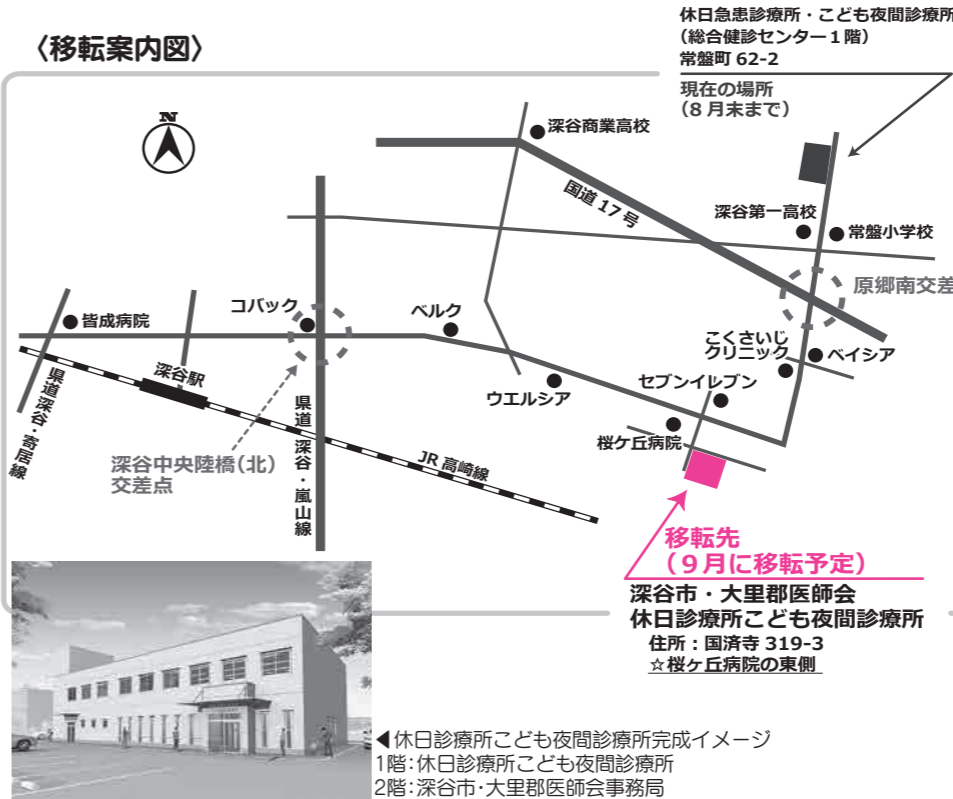 〈移転案内図〉
休日急患診療所・こども夜間診療所
(総合健診センター1階)
常盤町 62-2
現在の場所
(8月末まで)
N
深谷商業高校
国道17号
深谷第一高校
常盤小学校
原郷南交差
コバック
ベルク
皆成病院
こくさいじ
クリニック
ベイシア
深谷駅
セブンイレブン
ウエルシア
桜ケ丘病院
県道深谷・寄居線
県道深谷・嵐山線
深谷中央陸橋(北)
交差点
JR高崎線
移転先
(9月に移転予定)
深谷市・大里郡医師会
休日診療所こども夜間診療所
住所:国済寺 319-3
☆桜ヶ丘病院の東側
◀休日診療所こども夜間診療所完成イメージ
1階:休日診療所こども夜間診療所
2階:深谷市・大里郡医師会事務局